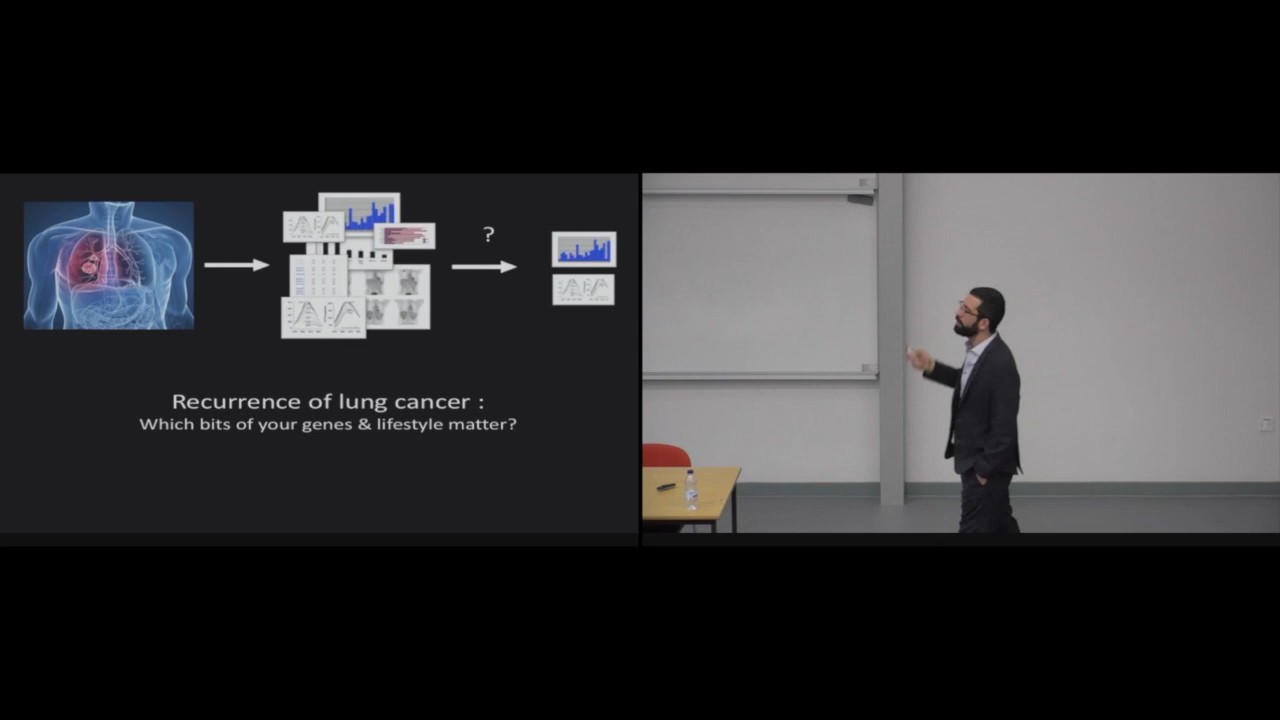 ?
Recurrence of lung cancer :
Which bits of your genes & lifestyle matter?